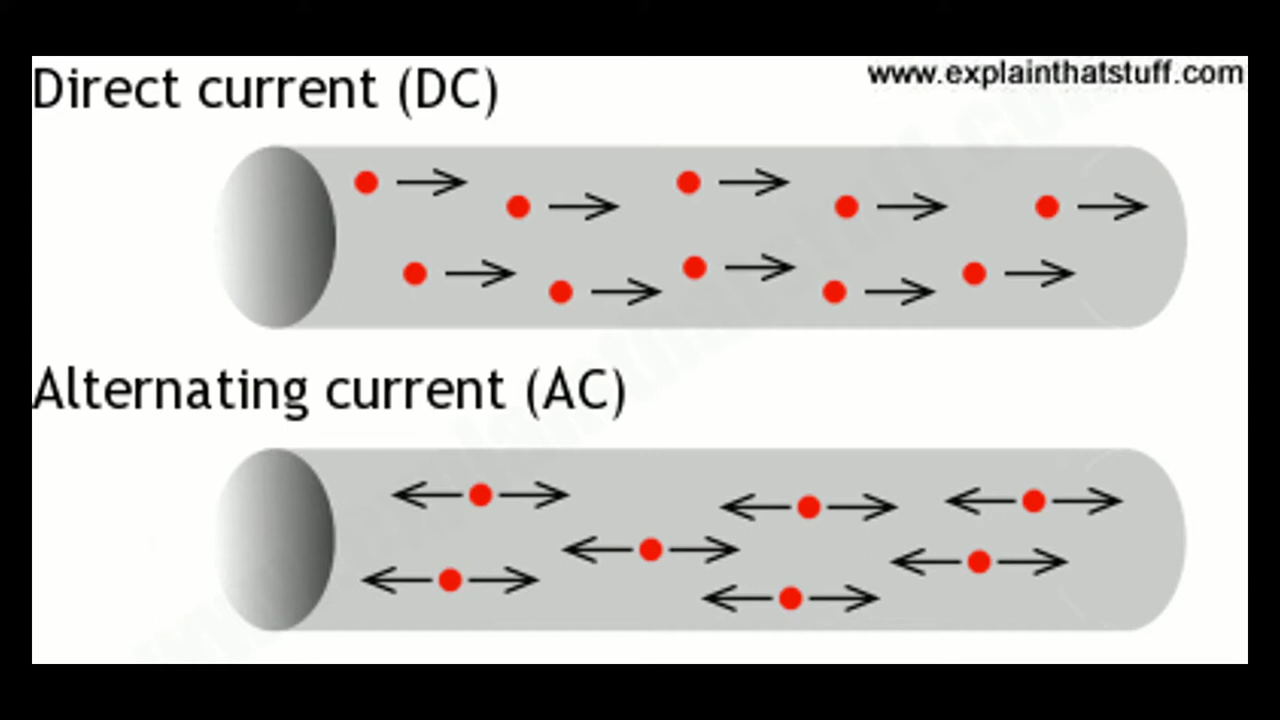 Direct current (DC)
www.explainthatstuff.com
Alternating current (AC)